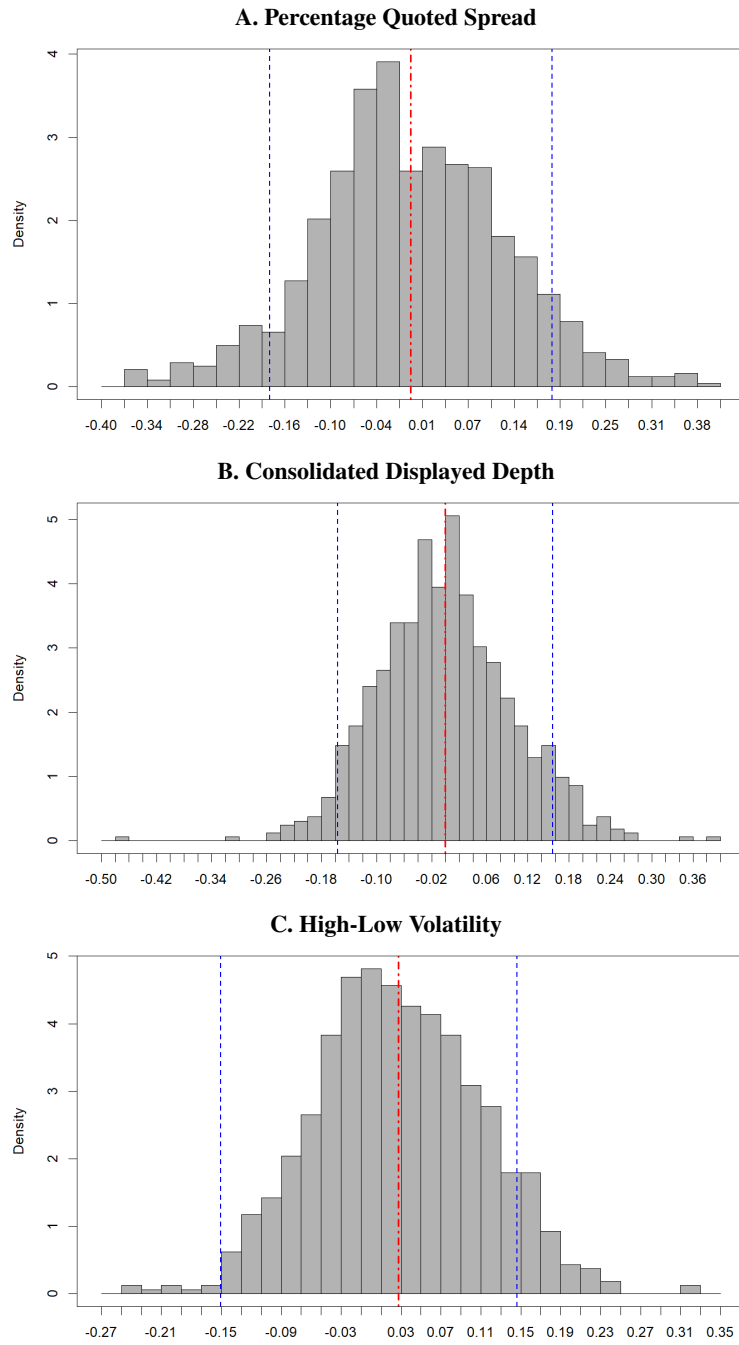 A. Percentage Quoted Spread
4
3
2
1
0
Density
-0.40 -0.34 -0.28 -0.22 -0.16 -0.10 -0.04 0.01 0.07 0.14 0.19 0.25 0.31 0.38
B. Consolidated Displayed Depth
5
4
3
2
1
0
Density
-0.50 -0.42 -0.34 -0.26 -0.18 -0.10 -0.02 0.06 0.12 0.18 0.24 0.30 0.36
C. High-Low Volatility
5
4
3
2
1
0
Density
-0.27 -0.21 -0.15 -0.09 -0.03 0.03 0.07 0.11 0.15 0.19 0.23 0.27 0.31 0.35